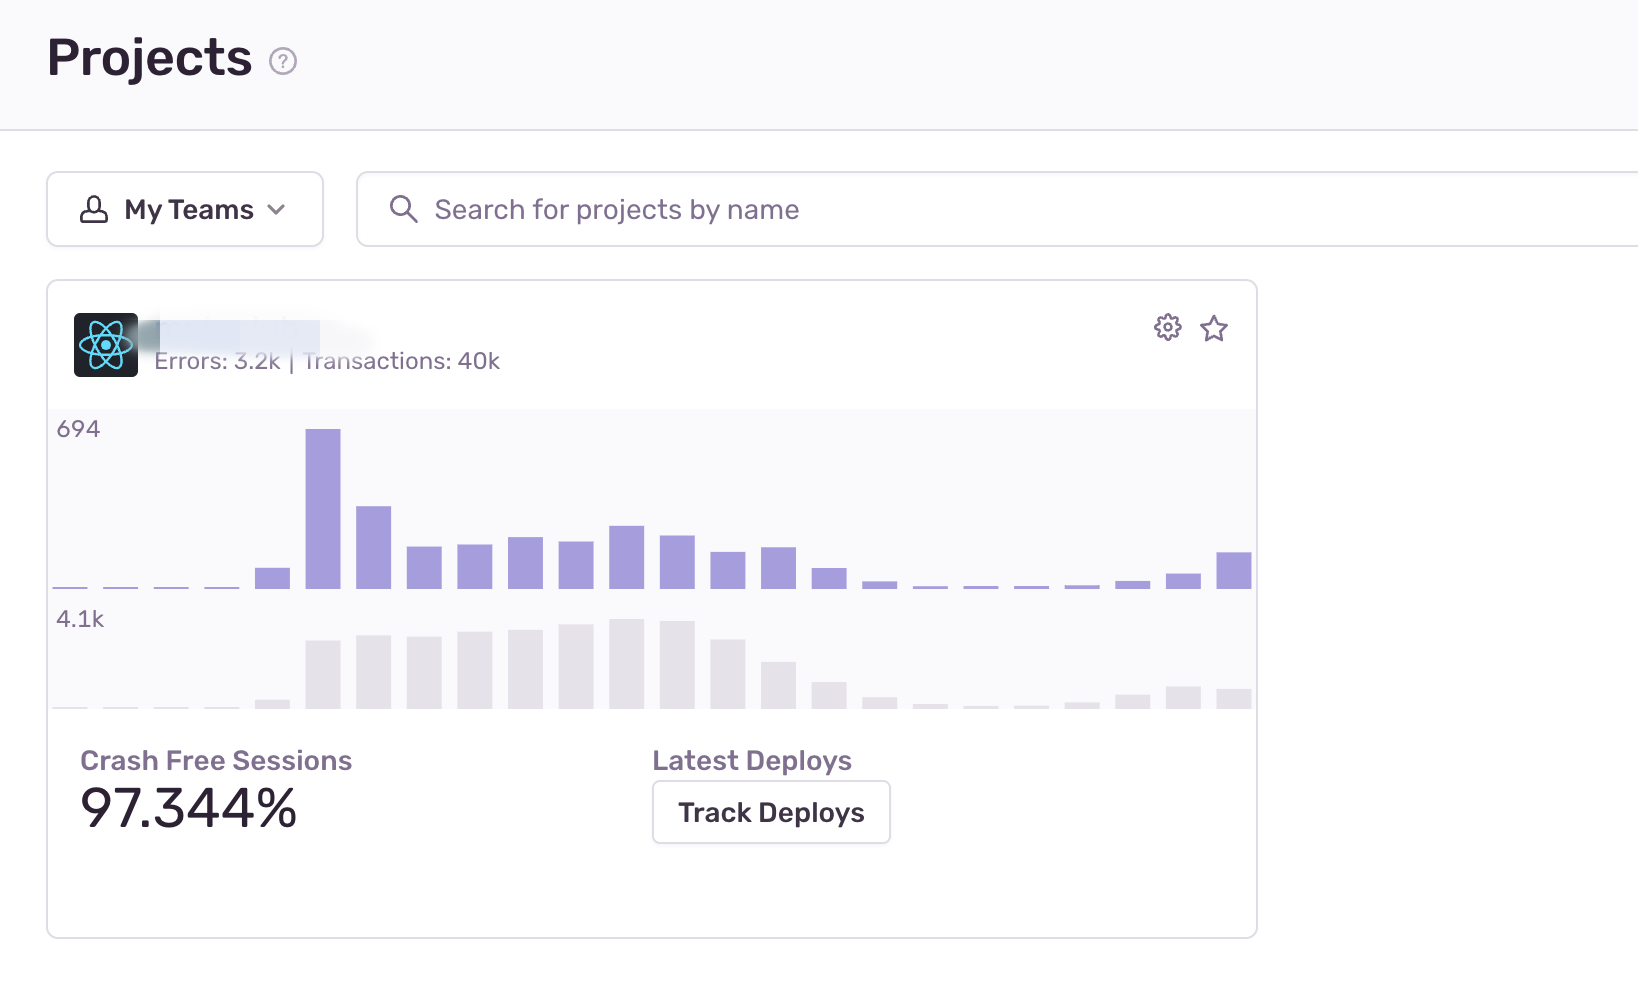 Projects ?
My Teams
Search for projects by name
Errors: 3.2k | Transactions: 40k
694
4.1k
Crash Free Sessions
97.344%
Latest Deploys
Track Deploys